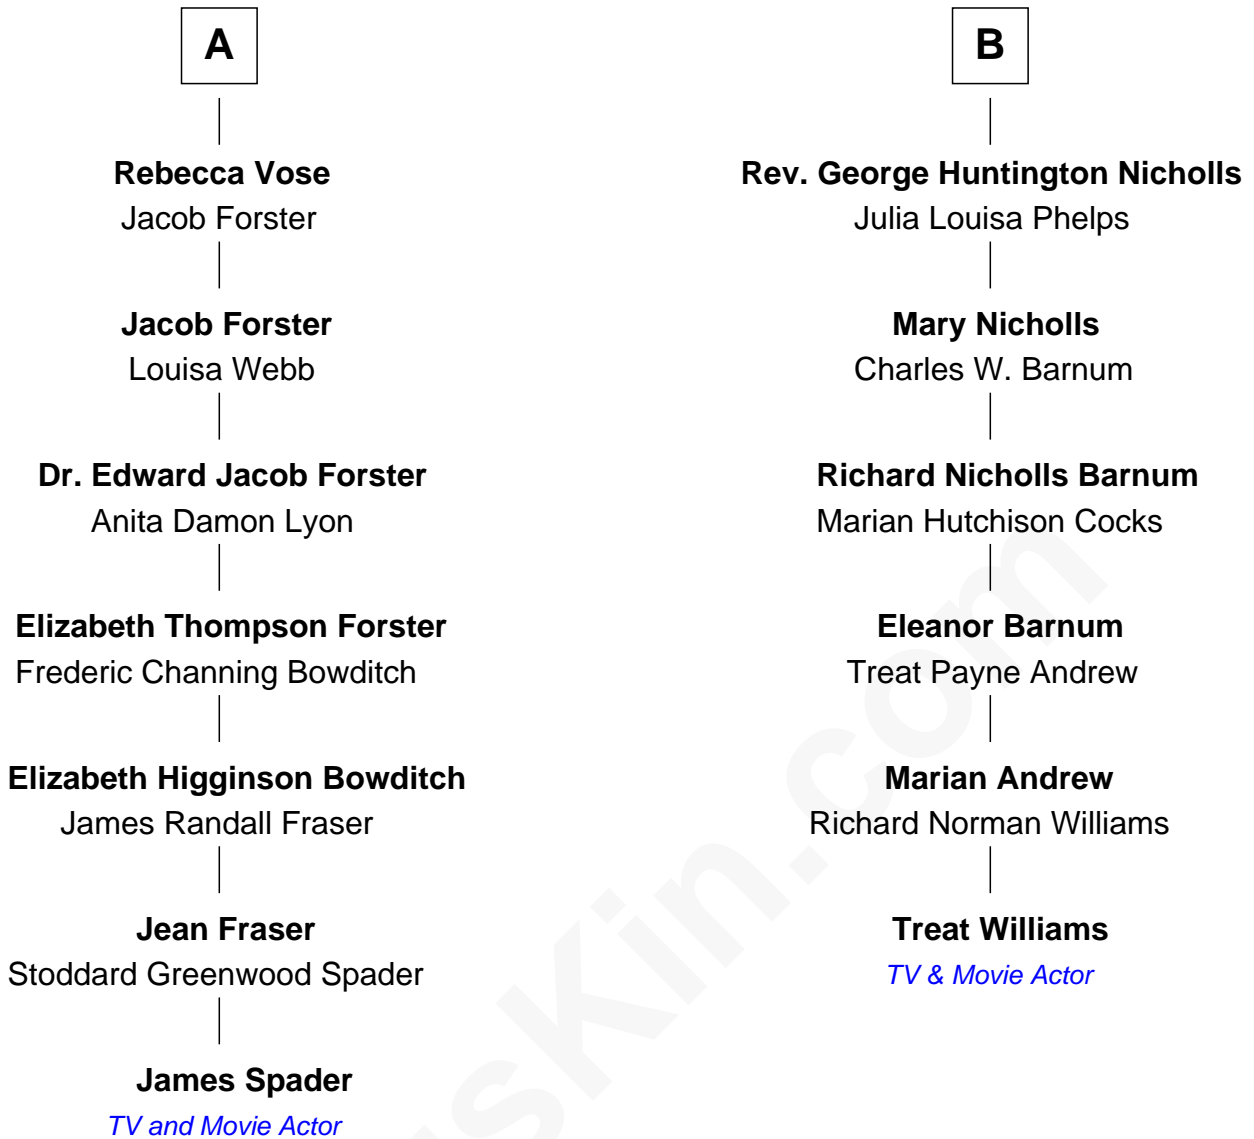 A
Rebecca Vose
Jacob Forster
Jacob Forster
Louisa Webb
Dr. Edward Jacob Forster
Anita Damon Lyon
Elizabeth Thompson Forster
Frederic Channing Bowditch
Elizabeth Higginson Bowditch
James Randall Fraser
Jean Fraser
Stoddard Greenwood Spader
James Spader
TV and Movie Actor
B
Rev. George Huntington Nicholls
Julia Louisa Phelps
Mary Nicholls
Charles W. Barnum
Richard Nicholls Barnum
Marian Hutchison Cocks
Eleanor Barnum
Treat Payne Andrew
Marian Andrew
Richard Norman Williams
Treat Williams
TV & Movie Actor